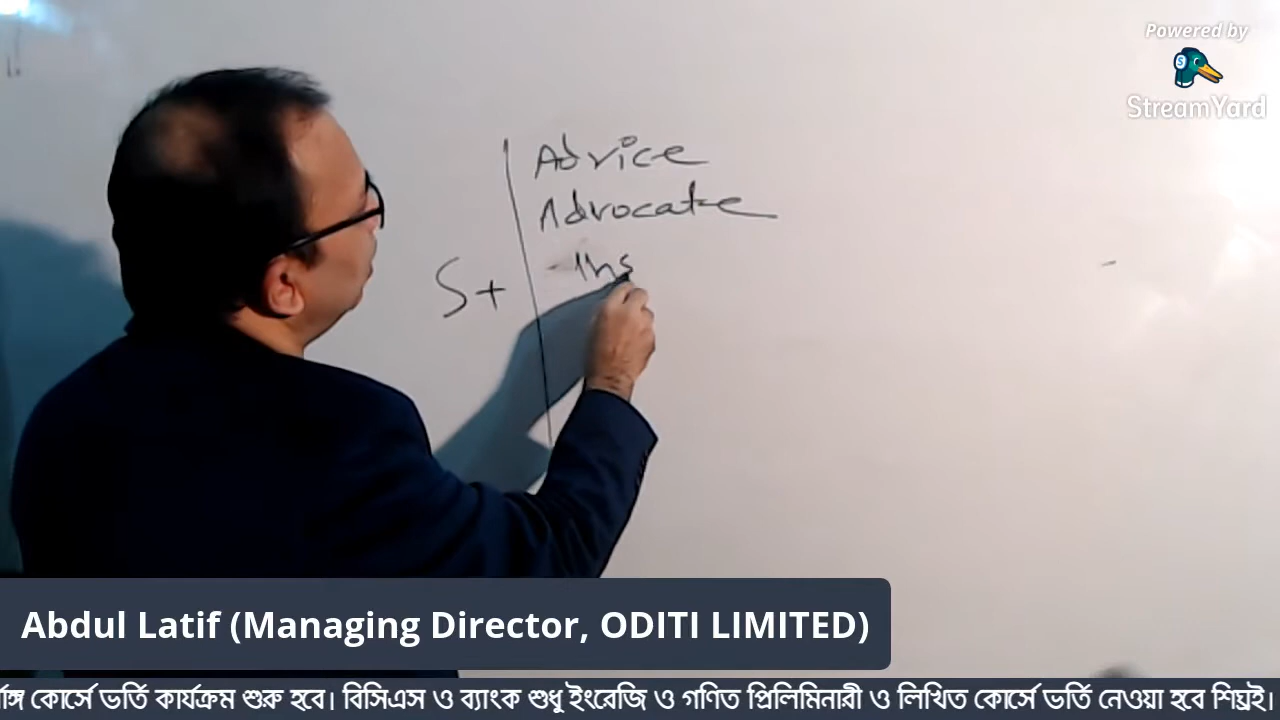 Powered by
StreamYard
Advice
Advocate
S+
Ins
Abdul Latif (Managing Director, ODITI LIMITED)
কোর্সে ভর্তি কার্যক্রম শুরু হবে। বিসিএস ও ব্যাংক শুধু ইংরেজি ও গণিত প্রিলিমিনারী ও লিখিত কোর্সে ভর্তি নেওয়া হবে শিঘ্রই।